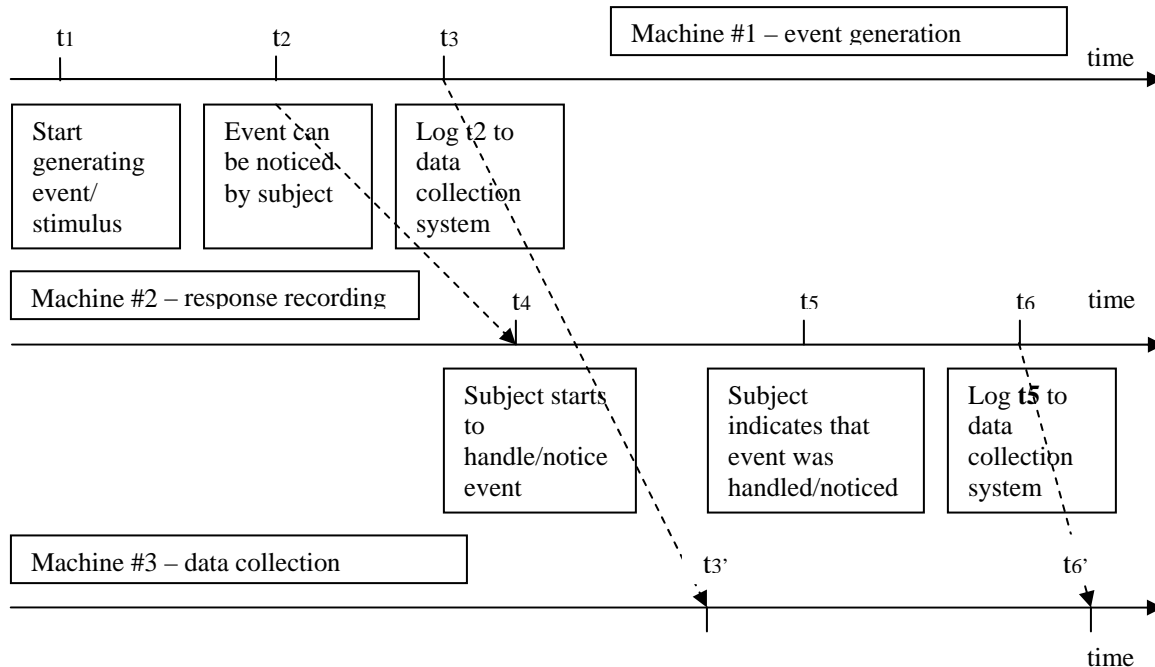 t1
t2
t3
Machine #1 – event generation
time
Start
generating
event/
stimulus
Event can
be noticed
by subject
Log t2 to
data
collection
system
Machine #2 – response recording
t4
t5
t6
time
Subject starts
to
handle/notice
event
Subject
indicates that
event was
handled/noticed
Log t5 to
data
collection
system
Machine #3 – data collection
t3’
t6’
time